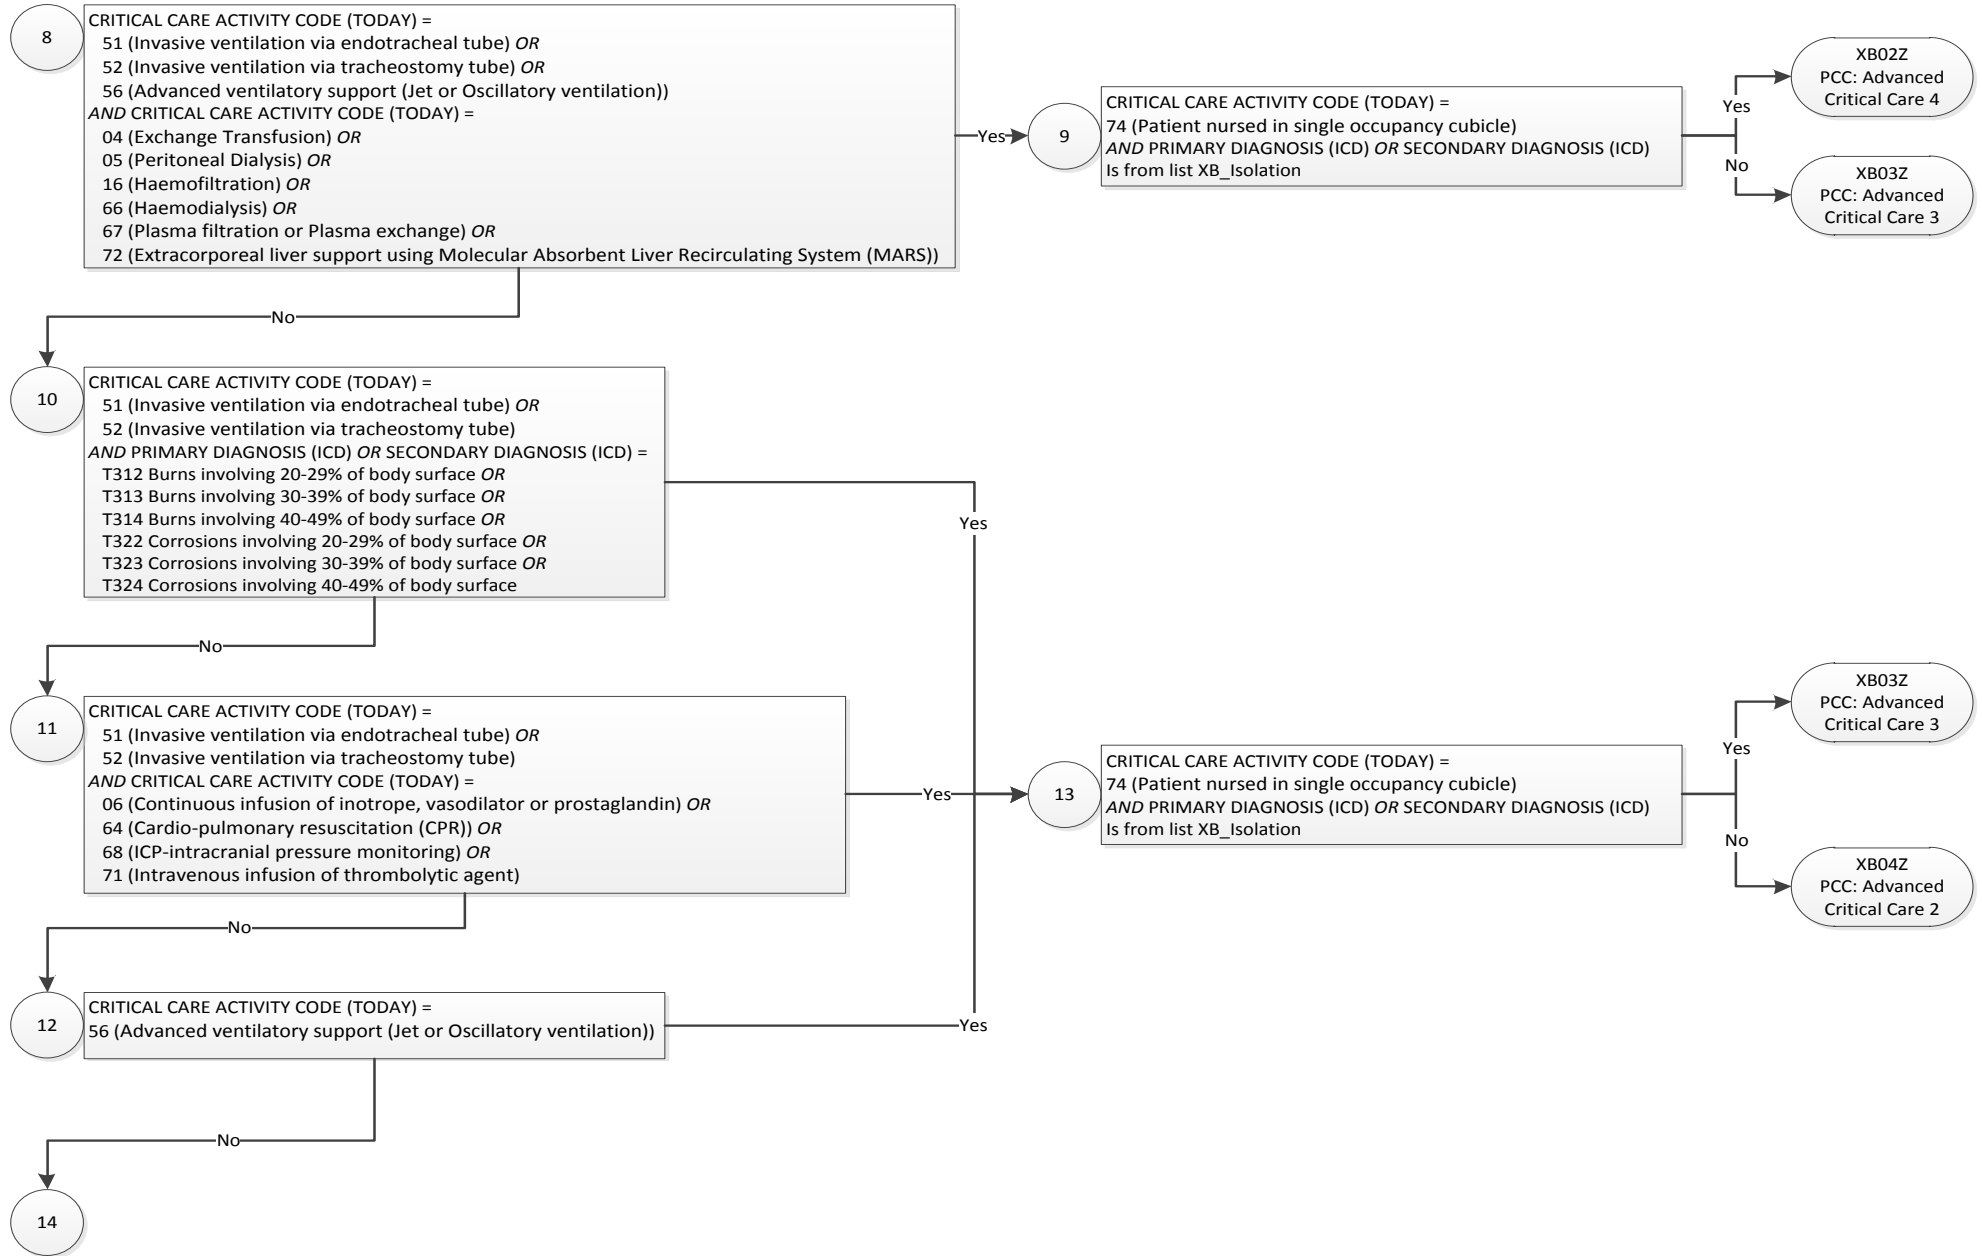 8
CRITICAL CARE ACTIVITY CODE (TODAY) =
51 (Invasive ventilation via endotracheal tube) OR
52 (Invasive ventilation via tracheostomy tube) OR
56 (Advanced ventilatory support (Jet or Oscillatory ventilation))
AND CRITICAL CARE ACTIVITY CODE (TODAY) =
04 (Exchange Transfusion) OR
05 (Peritoneal Dialysis) OR
16 (Haemofiltration) OR
66 (Haemodialysis) OR
67 (Plasma filtration or Plasma exchange) OR
72 (Extracorporeal liver support using Molecular Absorbent Liver Recirculating System (MARS))
Yes
9
CRITICAL CARE ACTIVITY CODE (TODAY) =
74 (Patient nursed in single occupancy cubicle)
AND PRIMARY DIAGNOSIS (ICD) OR SECONDARY DIAGNOSIS (ICD)
Is from list XB_Isolation
Yes
XB02Z
PCC: Advanced
Critical Care 4
No
XB03Z
PCC: Advanced
Critical Care 3
No
10
CRITICAL CARE ACTIVITY CODE (TODAY) =
51 (Invasive ventilation via endotracheal tube) OR
52 (Invasive ventilation via tracheostomy tube)
AND PRIMARY DIAGNOSIS (ICD) OR SECONDARY DIAGNOSIS (ICD) =
T312 Burns involving 20-29% of body surface OR
T313 Burns involving 30-39% of body surface OR
T314 Burns involving 40-49% of body surface OR
T322 Corrosions involving 20-29% of body surface OR
T323 Corrosions involving 30-39% of body surface OR
T324 Corrosions involving 40-49% of body surface
Yes
No
11
CRITICAL CARE ACTIVITY CODE (TODAY) =
51 (Invasive ventilation via endotracheal tube) OR
52 (Invasive ventilation via tracheostomy tube)
AND CRITICAL CARE ACTIVITY CODE (TODAY) =
06 (Continuous infusion of inotrope, vasodilator or prostaglandin) OR
64 (Cardio-pulmonary resuscitation (CPR)) OR
68 (ICP-intracranial pressure monitoring) OR
71 (Intravenous infusion of thrombolytic agent)
Yes
13
CRITICAL CARE ACTIVITY CODE (TODAY) =
74 (Patient nursed in single occupancy cubicle)
AND PRIMARY DIAGNOSIS (ICD) OR SECONDARY DIAGNOSIS (ICD)
Is from list XB_Isolation
Yes
XB03Z
PCC: Advanced
Critical Care 3
No
XB04Z
PCC: Advanced
Critical Care 2
No
12
CRITICAL CARE ACTIVITY CODE (TODAY) =
56 (Advanced ventilatory support (Jet or Oscillatory ventilation))
Yes
No
14